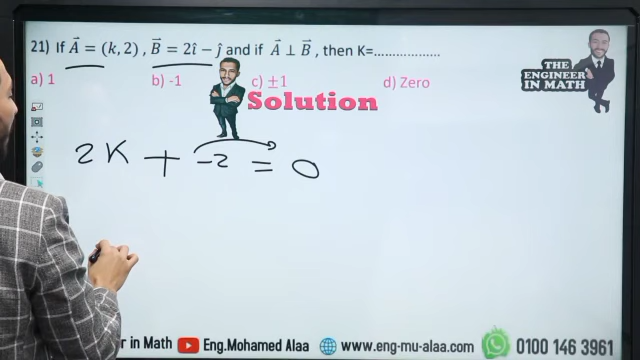 21) If A⃗ = (k, 2) , B⃗ = 2î − ĵ and if A⃗ ⊥ B⃗ , then K=..................
a) 1 b) -1 c) ±1 d) Zero
THE
ENGINEER
IN MATH
Solution
2K + -2 = 0
r in Math Eng.Mohamed Alaa www.eng-mu-alaa.com 0100 146 3961